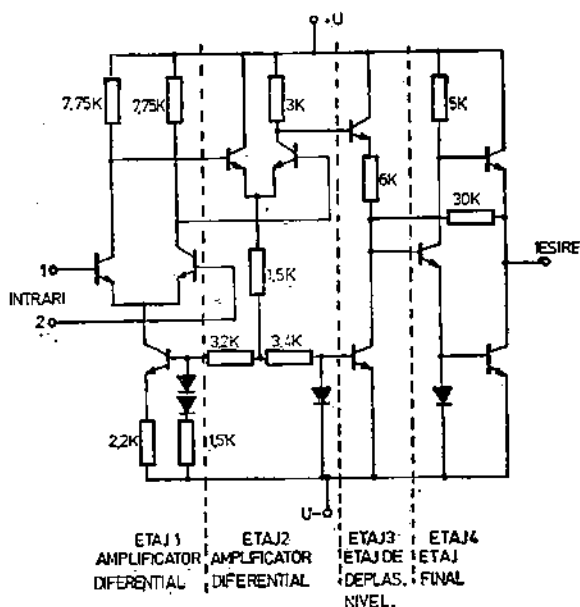 +U
7,75K
7,75K
3K
5K
6K
30K
1
INTRARI
2
1,5K
IESIRE
3,2K
3,4K
2,2K
1,5K
U-
ETAJ 1
AMPLIFICATOR
DIFERENTIAL
ETAJ2
AMPLIFICATOR
DIFERENTIAL
ETAJ3
ETAJ DE
DEPLAS.
NIVEL.
ETAJ4
ETAJ
FINAL